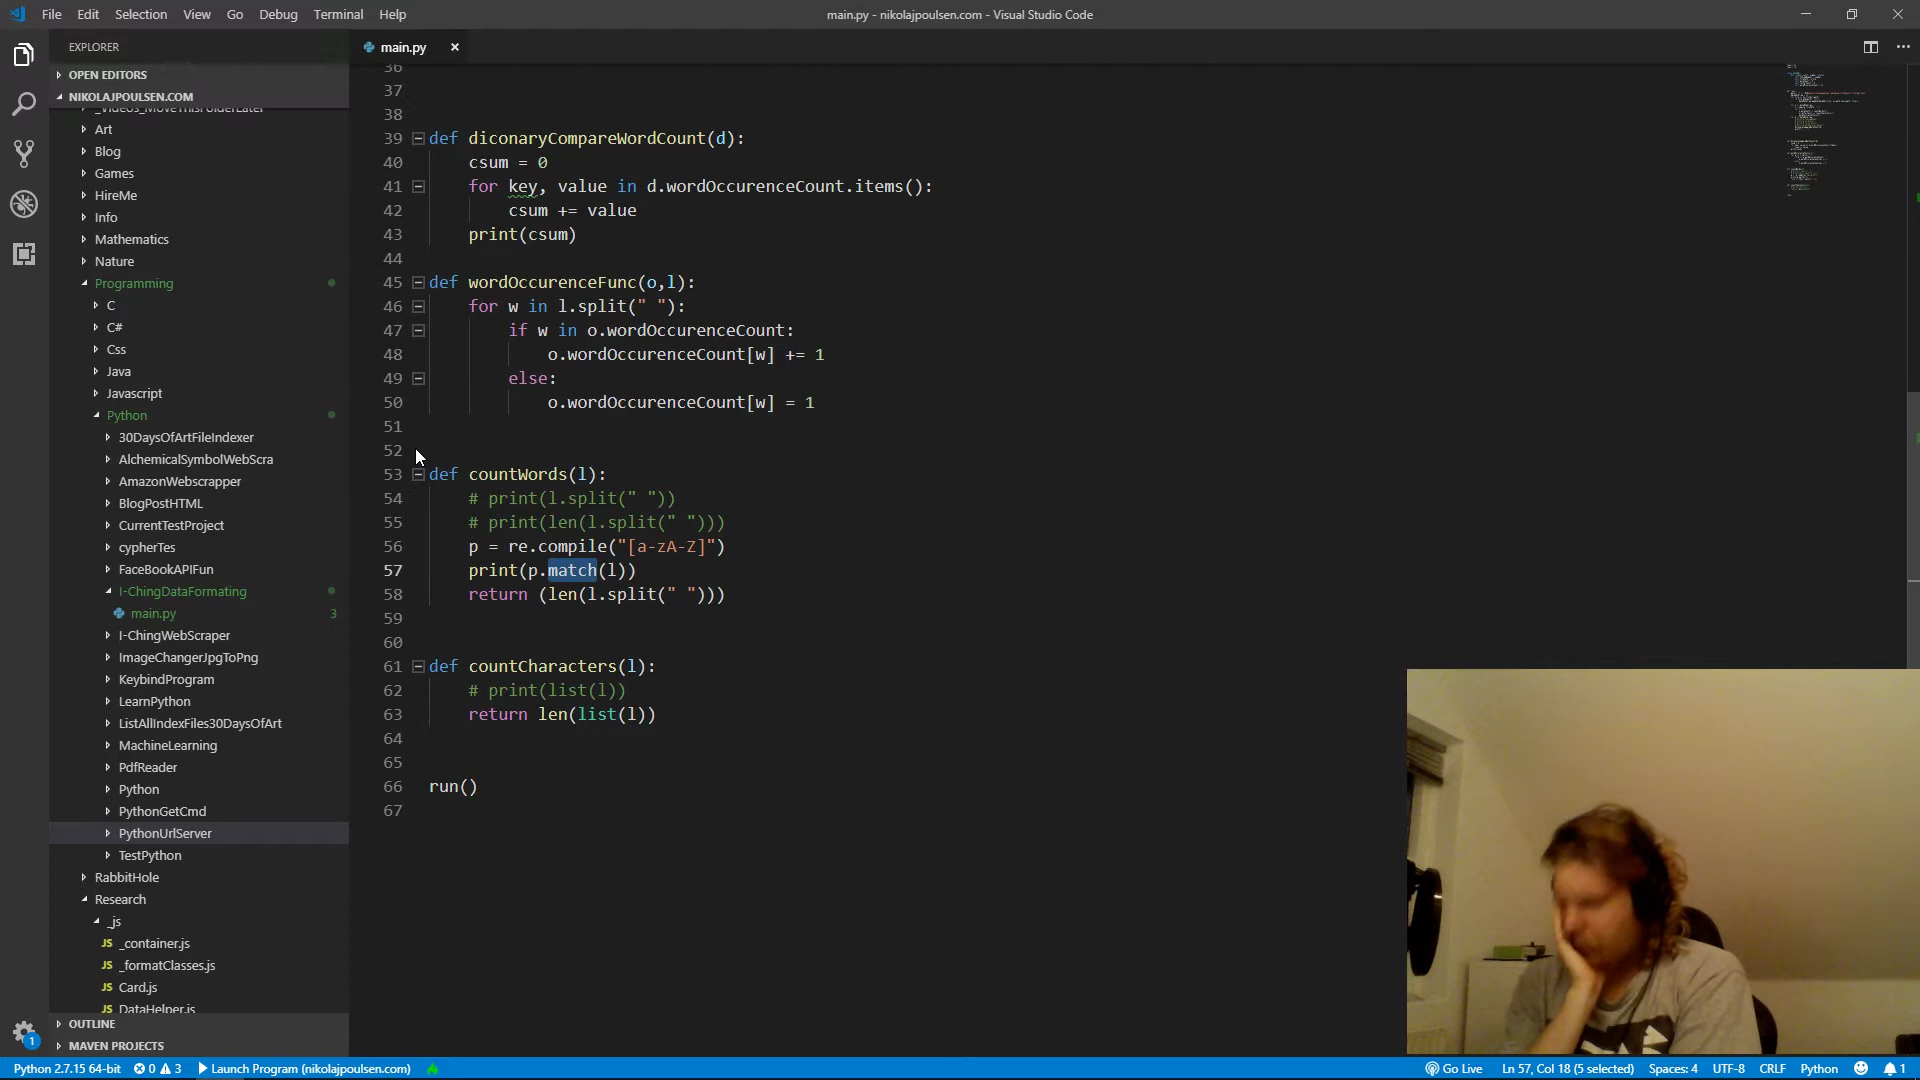 File Edit Selection View Go Debug Terminal Help
main.py - nikolajpoulsen.com - Visual Studio Code
EXPLORER
main.py
OPEN EDITORS
NIKOLAJPOULSEN.COM
_Videos_MoveThisFolderLater
Art
Blog
Games
HireMe
Info
Mathematics
Nature
Programming
C
C#
Css
Java
Javascript
Python
30DaysOfArtFileIndexer
AlchemicalSymbolWebScra
AmazonWebscrapper
BlogPostHTML
CurrentTestProject
cypherTes
FaceBookAPIFun
I-ChingDataFormating
main.py 3
I-ChingWebScraper
ImageChangerJpgToPng
KeybindProgram
LearnPython
ListAllIndexFiles30DaysOfArt
MachineLearning
PdfReader
Python
PythonGetCmd
PythonUrlServer
TestPython
RabbitHole
Research
_js
JS _container.js
JS _formatClasses.js
JS Card.js
JS DataHelper.js
OUTLINE
MAVEN PROJECTS
36
37
38
39 def diconaryCompareWordCount(d):
40 csum = 0
41 for key, value in d.wordOccurenceCount.items():
42 csum += value
43 print(csum)
44
45 def wordOccurenceFunc(o,l):
46 for w in l.split(" "):
47 if w in o.wordOccurenceCount:
48 o.wordOccurenceCount[w] += 1
49 else:
50 o.wordOccurenceCount[w] = 1
51
52
53 def countWords(l):
54 # print(l.split(" "))
55 # print(len(l.split(" ")))
56 p = re.compile("[a-zA-Z]")
57 print(p.match(l))
58 return (len(l.split(" ")))
59
60
61 def countCharacters(l):
62 # print(list(l))
63 return len(list(l))
64
65
66 run()
67
1
Python 2.7.15 64-bit 0 3 Launch Program (nikolajpoulsen.com) Go Live Ln 57, Col 18 (5 selected) Spaces: 4 UTF-8 CRLF Python 1